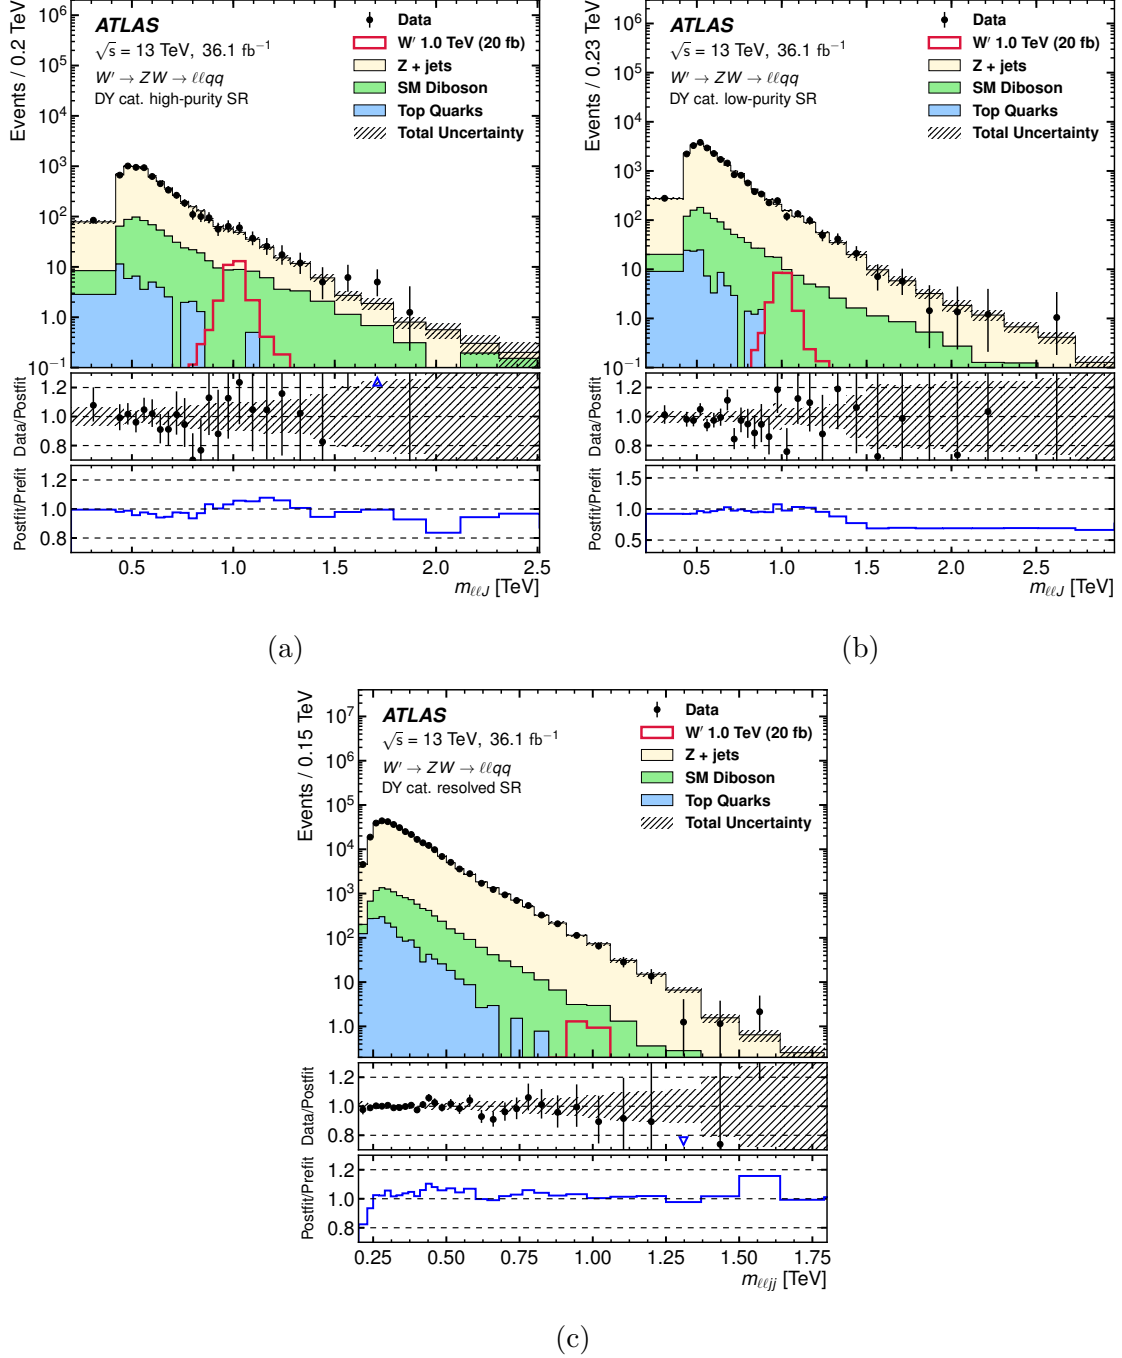 Events / 0.2 TeV
10⁶
10⁵
10⁴
10³
10²
10
1.0
10⁻¹
ATLAS
√s = 13 TeV, 36.1 fb⁻¹
W′ → ZW → ℓℓqq
DY cat. high-purity SR
Data
W′ 1.0 TeV (20 fb)
Z + jets
SM Diboson
Top Quarks
Total Uncertainty
Data/Postfit
1.2
1.0
0.8
Postfit/Prefit
1.2
1.0
0.8
0.5 1.0 1.5 2.0 2.5
m_ℓℓJ [TeV]
(a)
Events / 0.23 TeV
10⁶
10⁵
10⁴
10³
10²
10
1.0
10⁻¹
ATLAS
√s = 13 TeV, 36.1 fb⁻¹
W′ → ZW → ℓℓqq
DY cat. low-purity SR
Data
W′ 1.0 TeV (20 fb)
Z + jets
SM Diboson
Top Quarks
Total Uncertainty
Data/Postfit
1.2
1.0
0.8
Postfit/Prefit
1.5
1.0
0.5
0.5 1.0 1.5 2.0 2.5
m_ℓℓJ [TeV]
(b)
Events / 0.15 TeV
10⁷
10⁶
10⁵
10⁴
10³
10²
10
1.0
ATLAS
√s = 13 TeV, 36.1 fb⁻¹
W′ → ZW → ℓℓqq
DY cat. resolved SR
Data
W′ 1.0 TeV (20 fb)
Z + jets
SM Diboson
Top Quarks
Total Uncertainty
Data/Postfit
1.2
1.0
0.8
Postfit/Prefit
1.2
1.0
0.8
0.25 0.50 0.75 1.00 1.25 1.50 1.75
m_ℓℓjj [TeV]
(c)